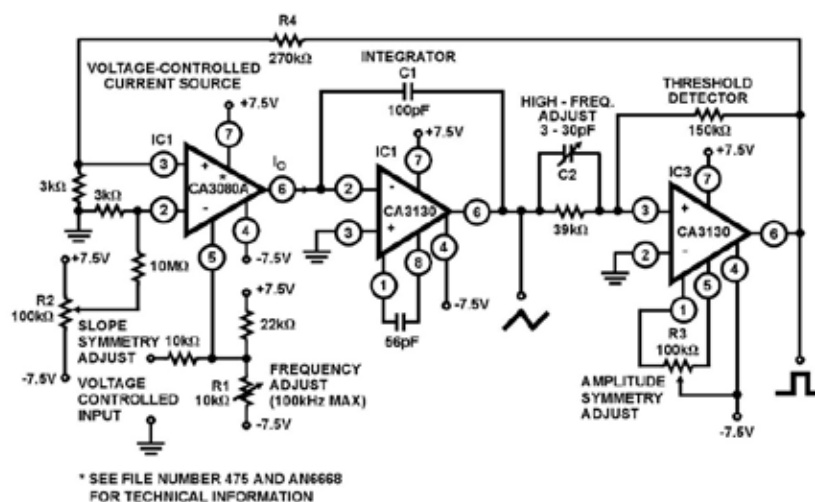 R4
270kΩ
VOLTAGE-CONTROLLED
CURRENT SOURCE
INTEGRATOR
C1
100pF
HIGH - FREQ.
ADJUST
3 - 30pF
C2
THRESHOLD
DETECTOR
150kΩ
+7.5V
7
IC1
3
+
*
CA3080A
IO
6
2
-
4
5
-7.5V
3kΩ
3kΩ
10MΩ
+7.5V
R2
100kΩ
-7.5V
SLOPE
SYMMETRY
ADJUST
10kΩ
VOLTAGE
CONTROLLED
INPUT
+7.5V
22kΩ
R1
10kΩ
FREQUENCY
ADJUST
(100kHz MAX)
-7.5V
+7.5V
IC1
7
2
-
CA3130
6
3
+
4
1
8
56pF
-7.5V
39kΩ
+7.5V
IC3
7
3
+
CA3130
6
2
-
4
5
1
R3
100kΩ
AMPLITUDE
SYMMETRY
ADJUST
-7.5V
* SEE FILE NUMBER 475 AND AN6668
FOR TECHNICAL INFORMATION